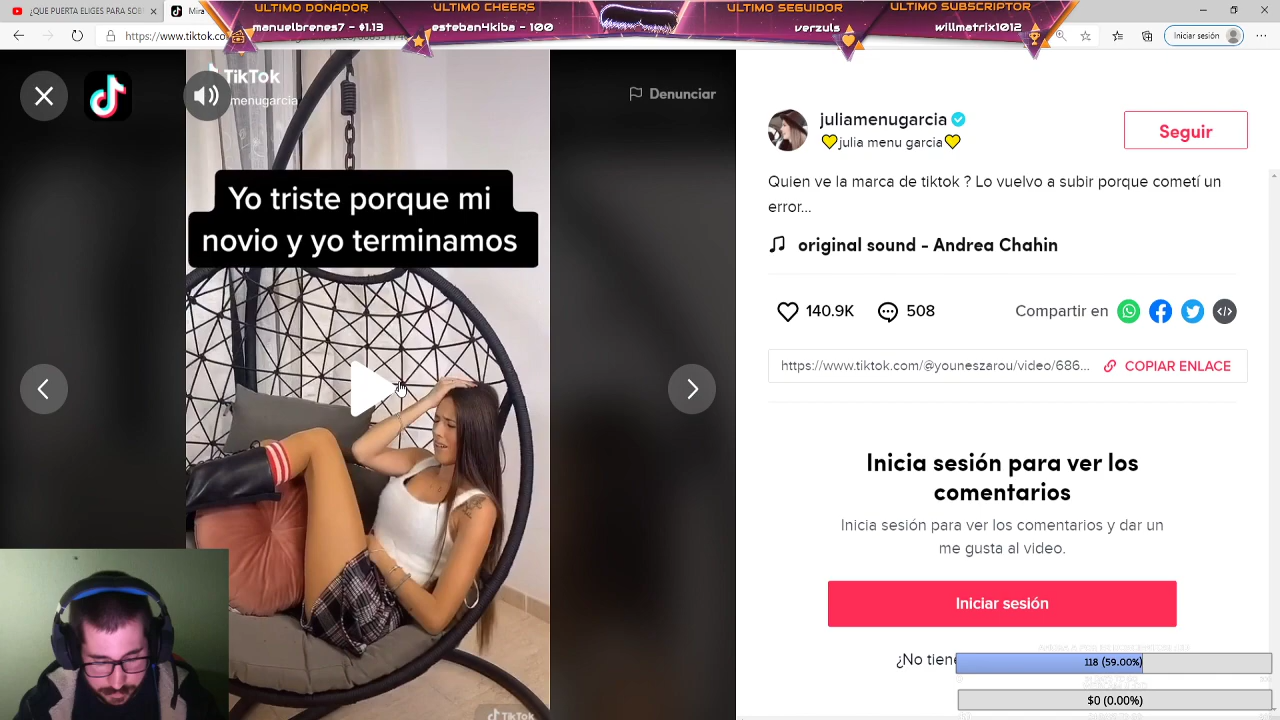 ¿QUE PUERTA ELIGES PARA SOB
ULTIMO DONADOR
manuelbrenes7 - $1.13
ULTIMO CHEERS
esteban4kiba - 100
ULTIMO SEGUIDOR
verzuls
ULTIMO SUBSCRIPTOR
willmatrix1012
https://www.tikto
Iniciar sesión
TikTok
menugarcia
Denunciar
Yo triste porque mi
novio y yo terminamos
TikTok
juliamenugarcia
💛julia menu garcia💛
Seguir
Quien ve la marca de tiktok ? Lo vuelvo a subir porque cometí un
error...
original sound - Andrea Chahin
140.9K
508
Compartir en
https://www.tiktok.com/@youneszarou/video/686...
COPIAR ENLACE
Inicia sesión para ver los
comentarios
Inicia sesión para ver los comentarios y dar un
me gusta al video.
Iniciar sesión
¿No tiene
118 (59.00%)
$0 (0.00%)